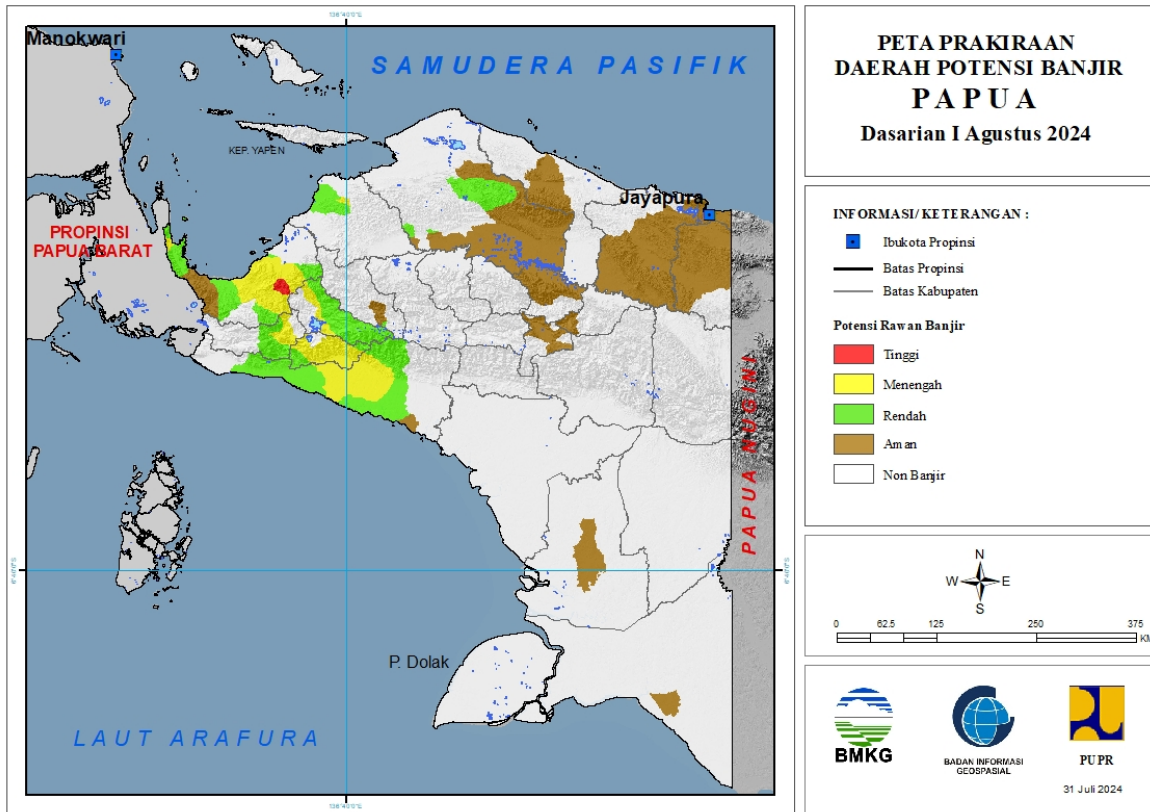 PETA PRAKIRAAN
DAERAH POTENSI BANJIR
PAPUA
Dasarian I Agustus 2024
INFORMASI/ KETERANGAN :
Ibukota Propinsi
Batas Propinsi
Batas Kabupaten
Potensi Rawan Banjir
Tinggi
Menengah
Rendah
Aman
Non Banjir
N
W E
S
0 62.5 125 250 375
KM
BMKG
BADAN INFORMASI
GEOSPASIAL
PUPR
31 Juli 2024
Manokwari
SAMUDERA PASIFIK
KEP. YAPEN
Jayapura
PROPINSI
PAPUA BARAT
PAPUA NUGINI
P. Dolak
LAUT ARAFURA